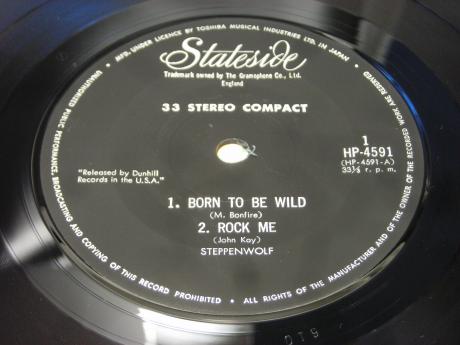 MFD. UNDER LICENCE BY TOSHIBA MUSICAL INDUSTRIES LTD. IN JAPAN •
ALL RIGHTS OF THE MANUFACTURER AND OF THE OWNER OF THE RECORDED WORK ARE RESERVED
UNAUTHORIZED PUBLIC PERFORMANCE, BROADCASTING AND COPYING OF THIS RECORD PROHIBITED •
Stateside
Trademark owned by The Gramophone Co., Ltd.
England
33 STEREO COMPACT
1
HP-4591
(HP-4591-A)
33⅓ r. p. m.
"Released by Dunhill
Records in the U.S.A."
1. BORN TO BE WILD
(M. Bonfire)
2. ROCK ME
(John Kay)
STEPPENWOLF